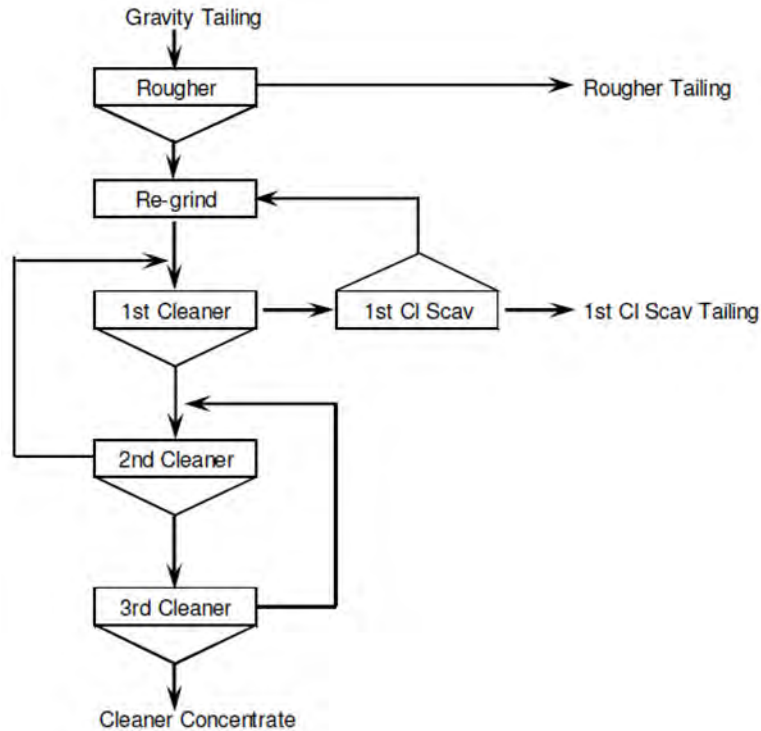 Gravity Tailing
Rougher
Rougher Tailing
Re-grind
1st Cleaner
1st Cl Scav
1st Cl Scav Tailing
2nd Cleaner
3rd Cleaner
Cleaner Concentrate